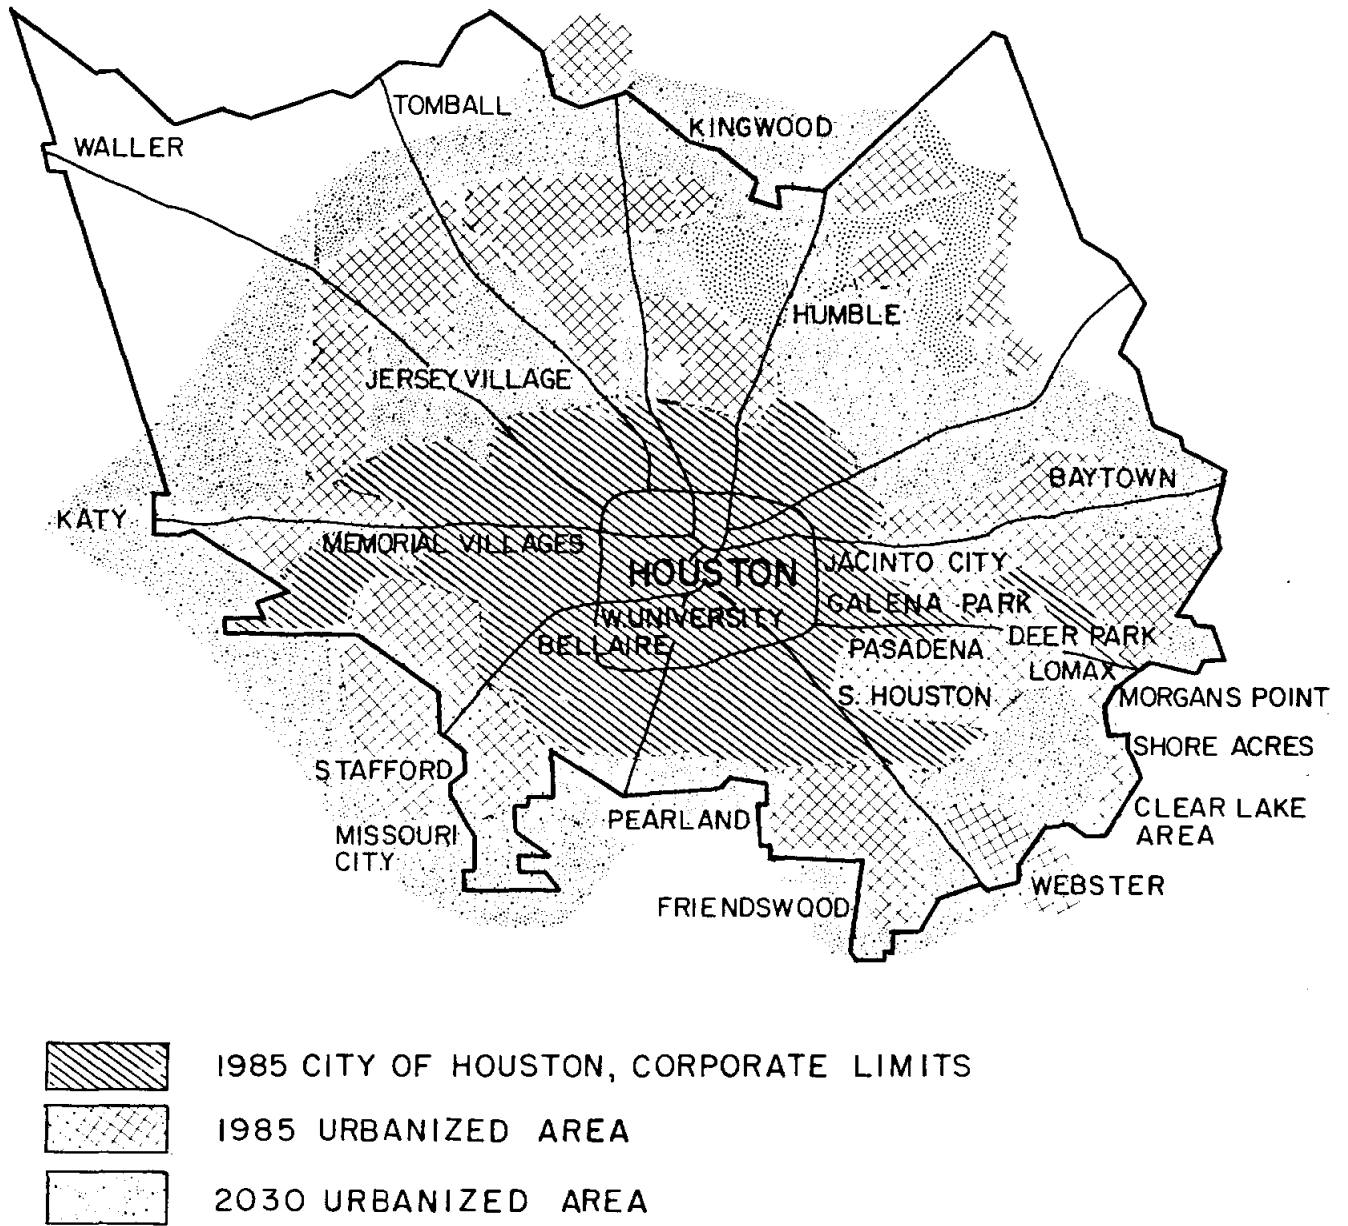 TOMBALL
KINGWOOD
WALLER
HUMBLE
JERSEY VILLAGE
BAYTOWN
KATY
MEMORIAL VILLAGES
JACINTO CITY
HOUSTON
GALENA PARK
W.UNIVERSITY
DEER PARK
BELLAIRE
PASADENA
LOMAX
S. HOUSTON
MORGANS POINT
SHORE ACRES
STAFFORD
CLEAR LAKE
AREA
PEARLAND
MISSOURI
CITY
WEBSTER
FRIENDSWOOD
1985 CITY OF HOUSTON, CORPORATE LIMITS
1985 URBANIZED AREA
2030 URBANIZED AREA